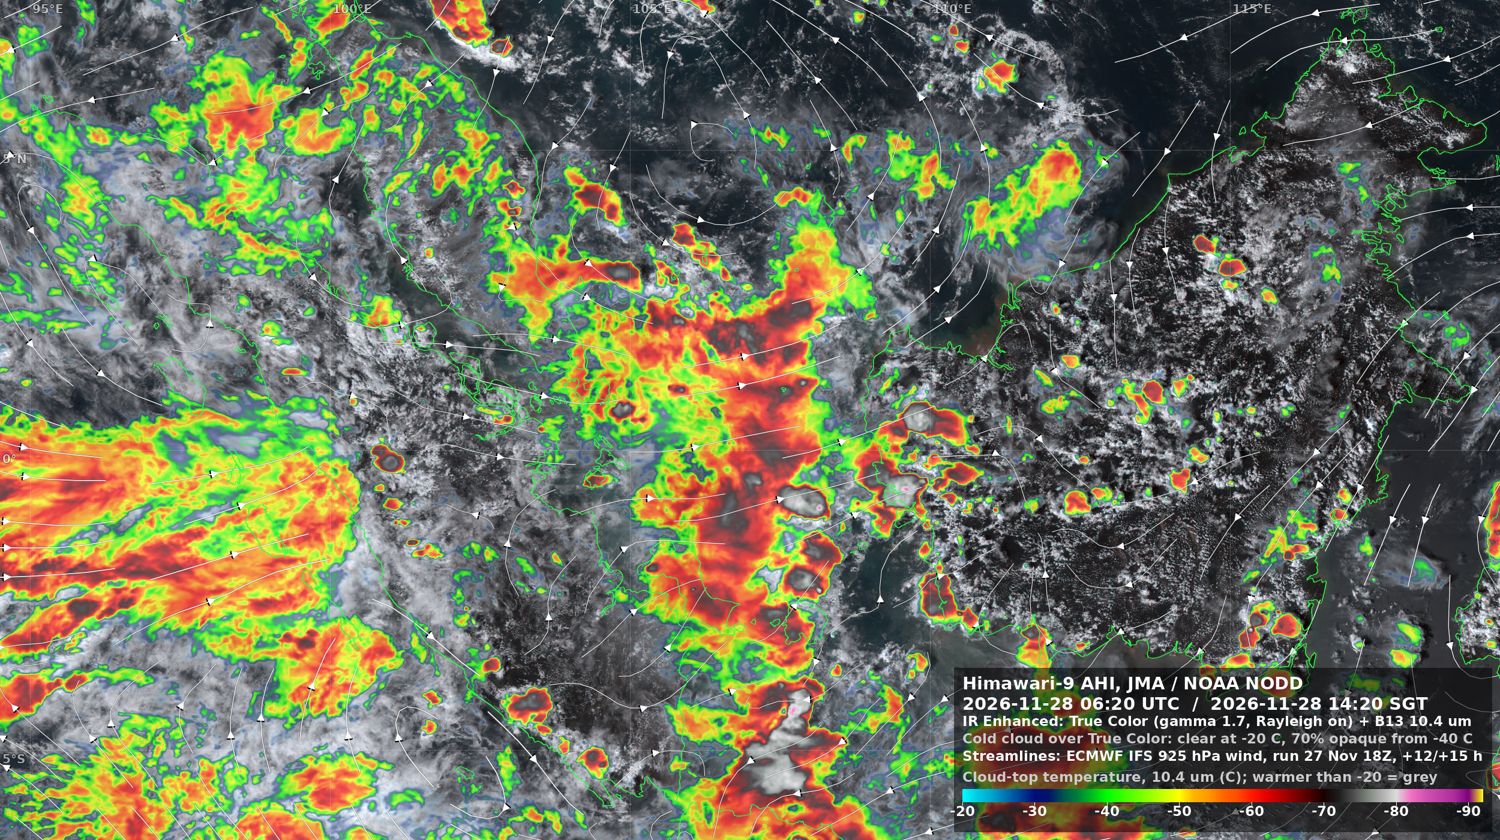 95°E
100°E
105°E
110°E
115°E
5°N
0°
5°S
Himawari-9 AHI, JMA / NOAA NODD
2026-11-28 06:20 UTC / 2026-11-28 14:20 SGT
IR Enhanced: True Color (gamma 1.7, Rayleigh on) + B13 10.4 um
Cold cloud over True Color: clear at -20 C, 70% opaque from -40 C
Streamlines: ECMWF IFS 925 hPa wind, run 27 Nov 18Z, +12/+15 h
Cloud-top temperature, 10.4 um (C); warmer than -20 = grey
-20 -30 -40 -50 -60 -70 -80 -90